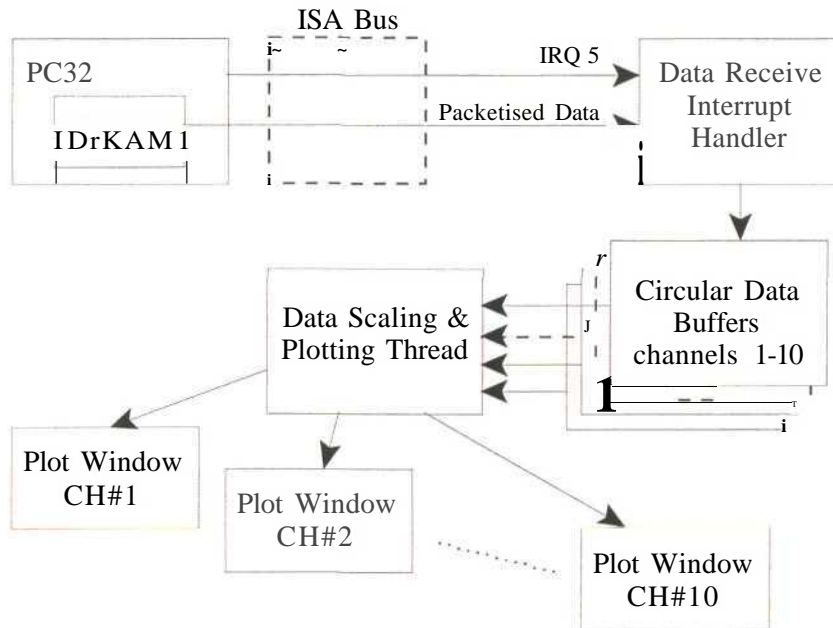 ISA Bus
PC32
IDrKAM1
IRQ 5
Packetised Data
Data Receive
Interrupt
Handler
Circular Data
Buffers
channels 1-10
Data Scaling &
Plotting Thread
Plot Window
CH#1
Plot Window
CH#2
Plot Window
CH#10